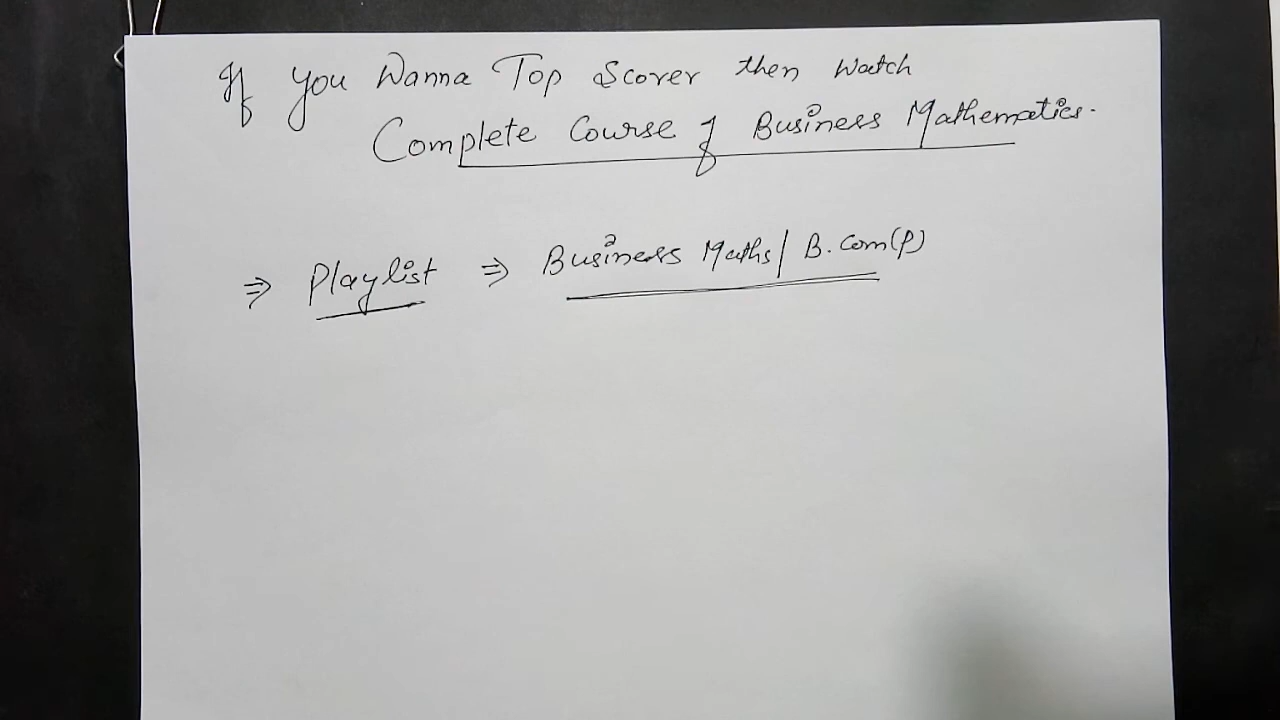 If you Wanna Top Scorer then watch
Complete Course of Business Mathematics.
⇒ Playlist ⇒ Business Maths/ B.Com(P)